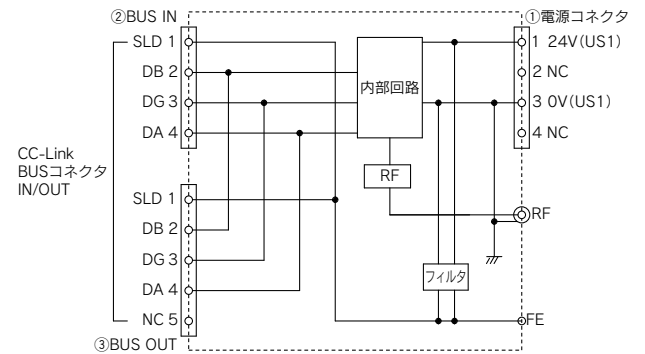 ②BUS IN
SLD 1
DB 2
DG 3
DA 4
CC-Link
BUSコネクタ
IN/OUT
SLD 1
DB 2
DG 3
DA 4
NC 5
③BUS OUT
内部回路
RF
フィルタ
①電源コネクタ
1 24V(US1)
2 NC
3 0V(US1)
4 NC
RF
FE